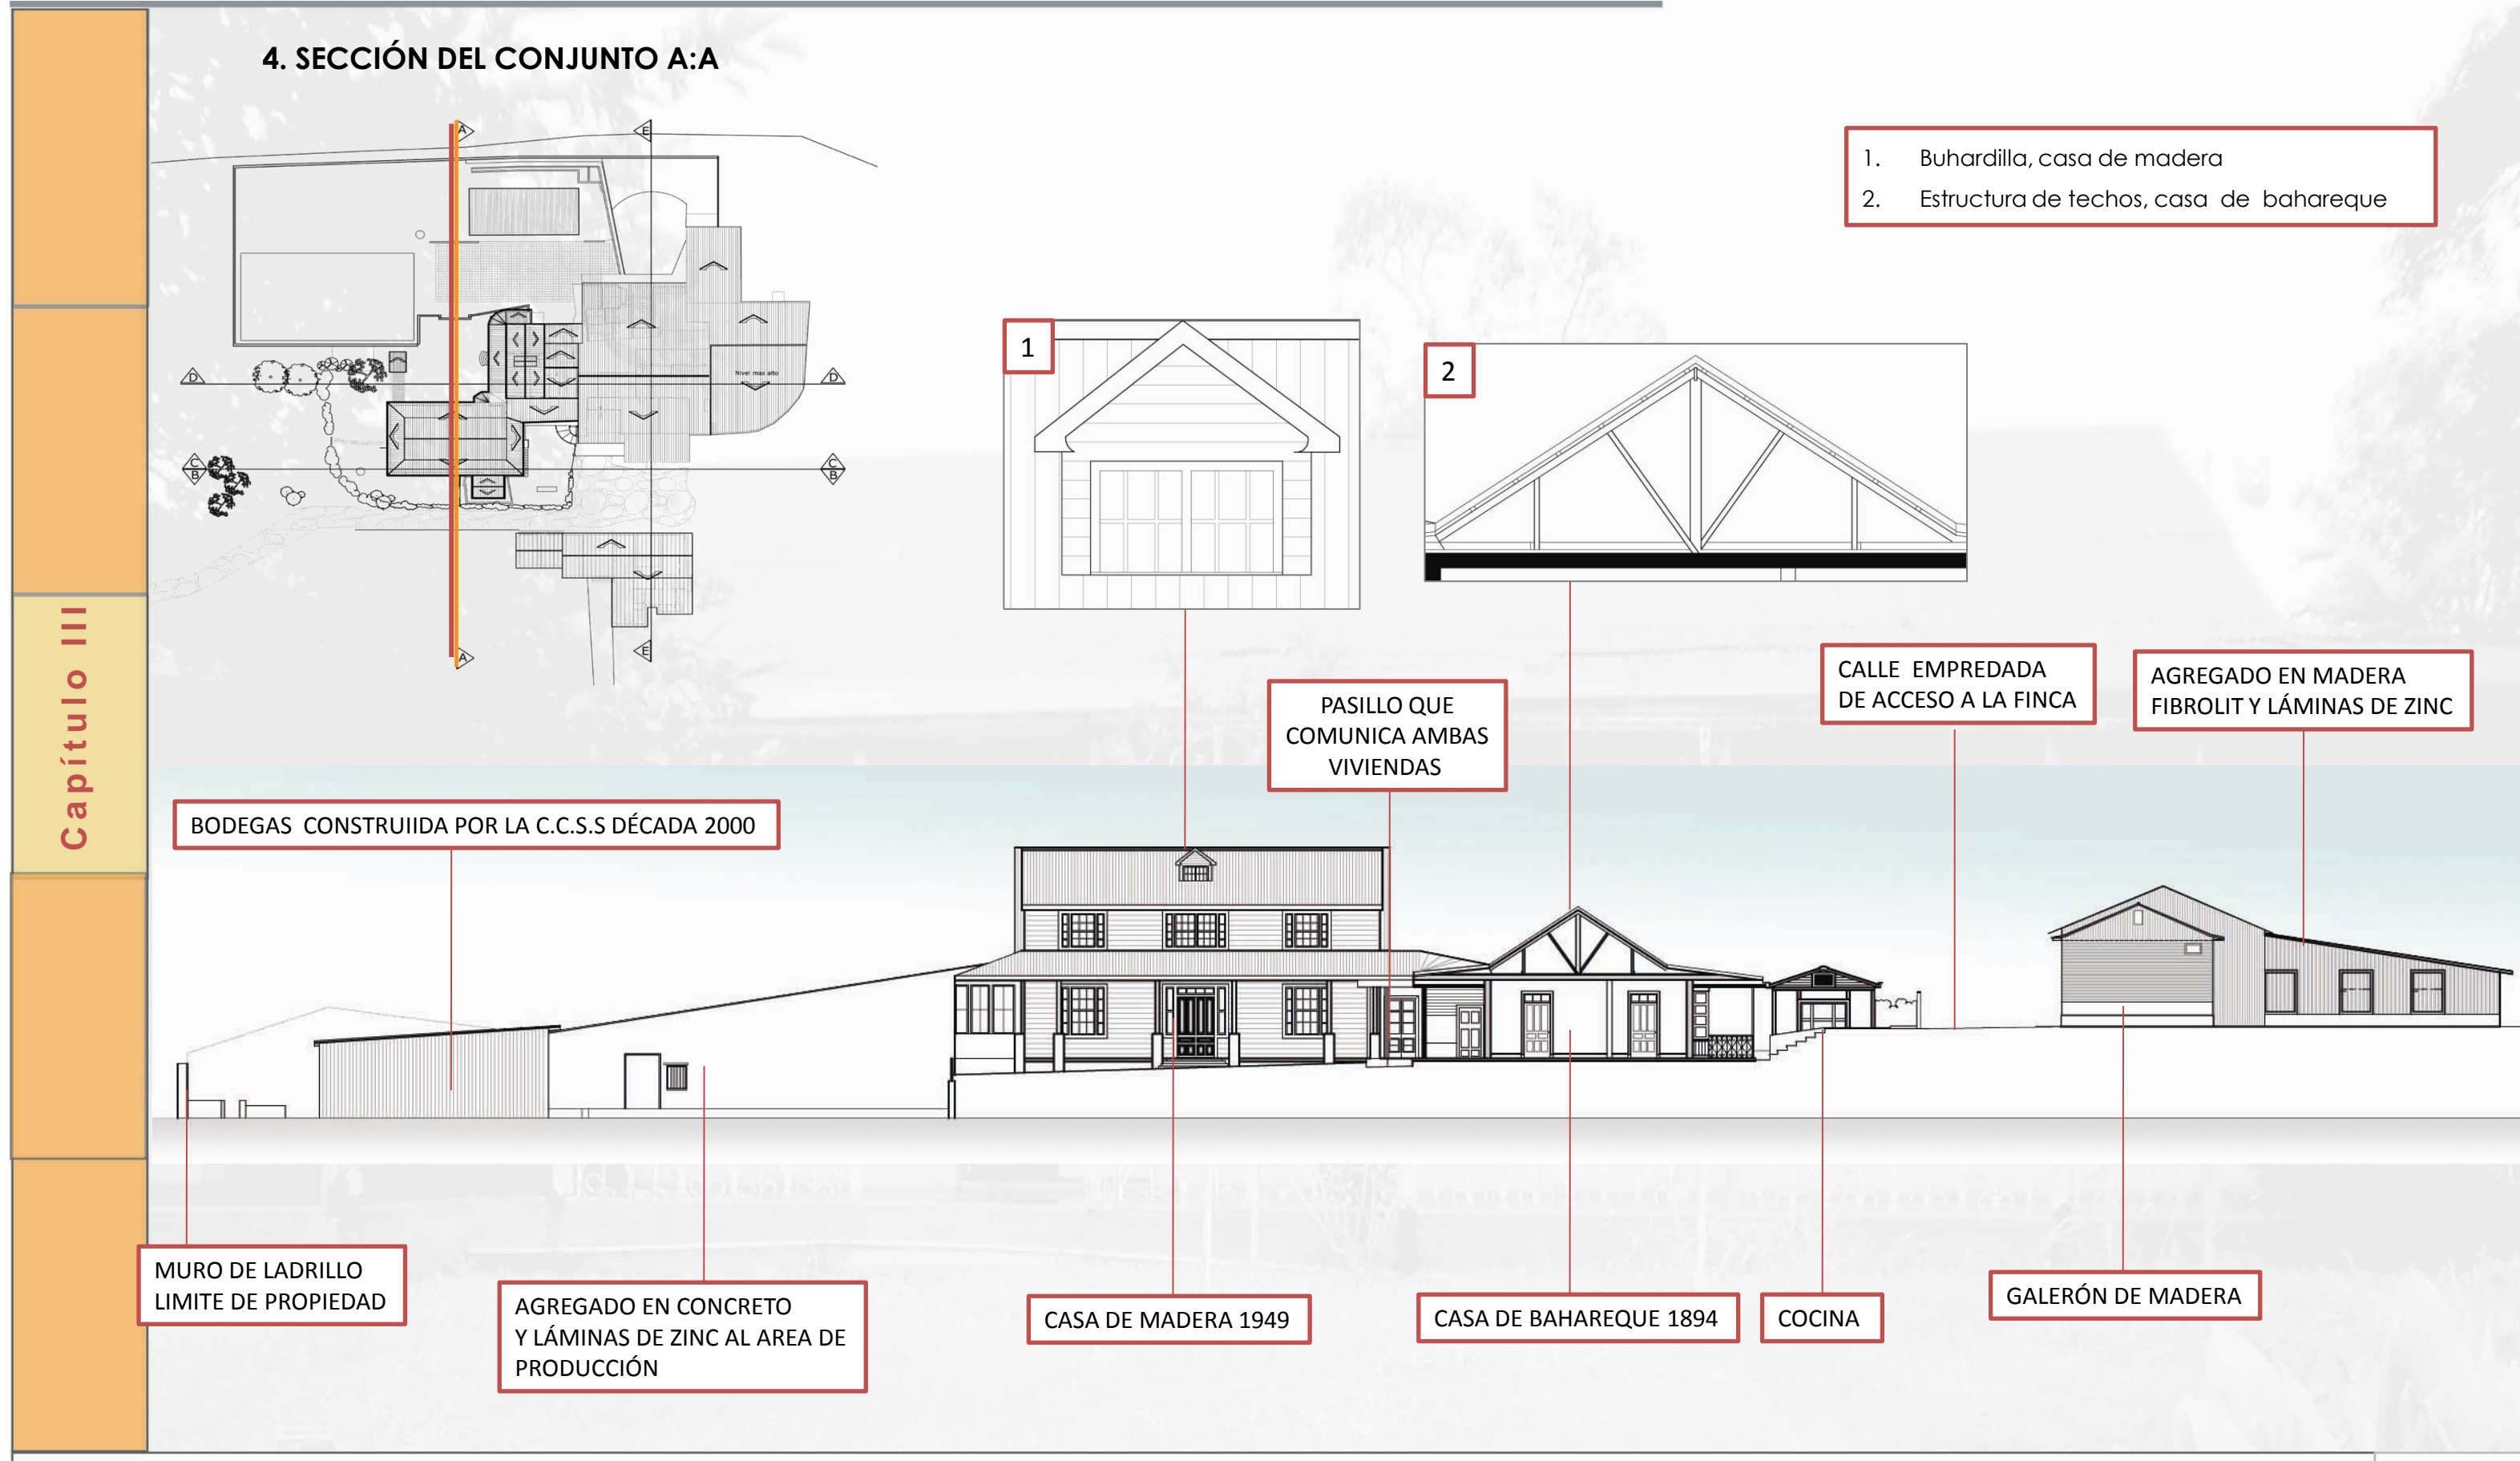 4. SECCIÓN DEL CONJUNTO A:A
A
E
1. Buhardilla, casa de madera
2. Estructura de techos, casa de bahareque
Nivel mas alto
D
D
C
B
C
B
A
E
1
2
Capítulo III
CALLE EMPREDADA
DE ACCESO A LA FINCA
AGREGADO EN MADERA
FIBROLIT Y LÁMINAS DE ZINC
PASILLO QUE
COMUNICA AMBAS
VIVIENDAS
BODEGAS CONSTRUIIDA POR LA C.C.S.S DÉCADA 2000
MURO DE LADRILLO
LIMITE DE PROPIEDAD
AGREGADO EN CONCRETO
Y LÁMINAS DE ZINC AL AREA DE
PRODUCCIÓN
CASA DE MADERA 1949
CASA DE BAHAREQUE 1894
COCINA
GALERÓN DE MADERA